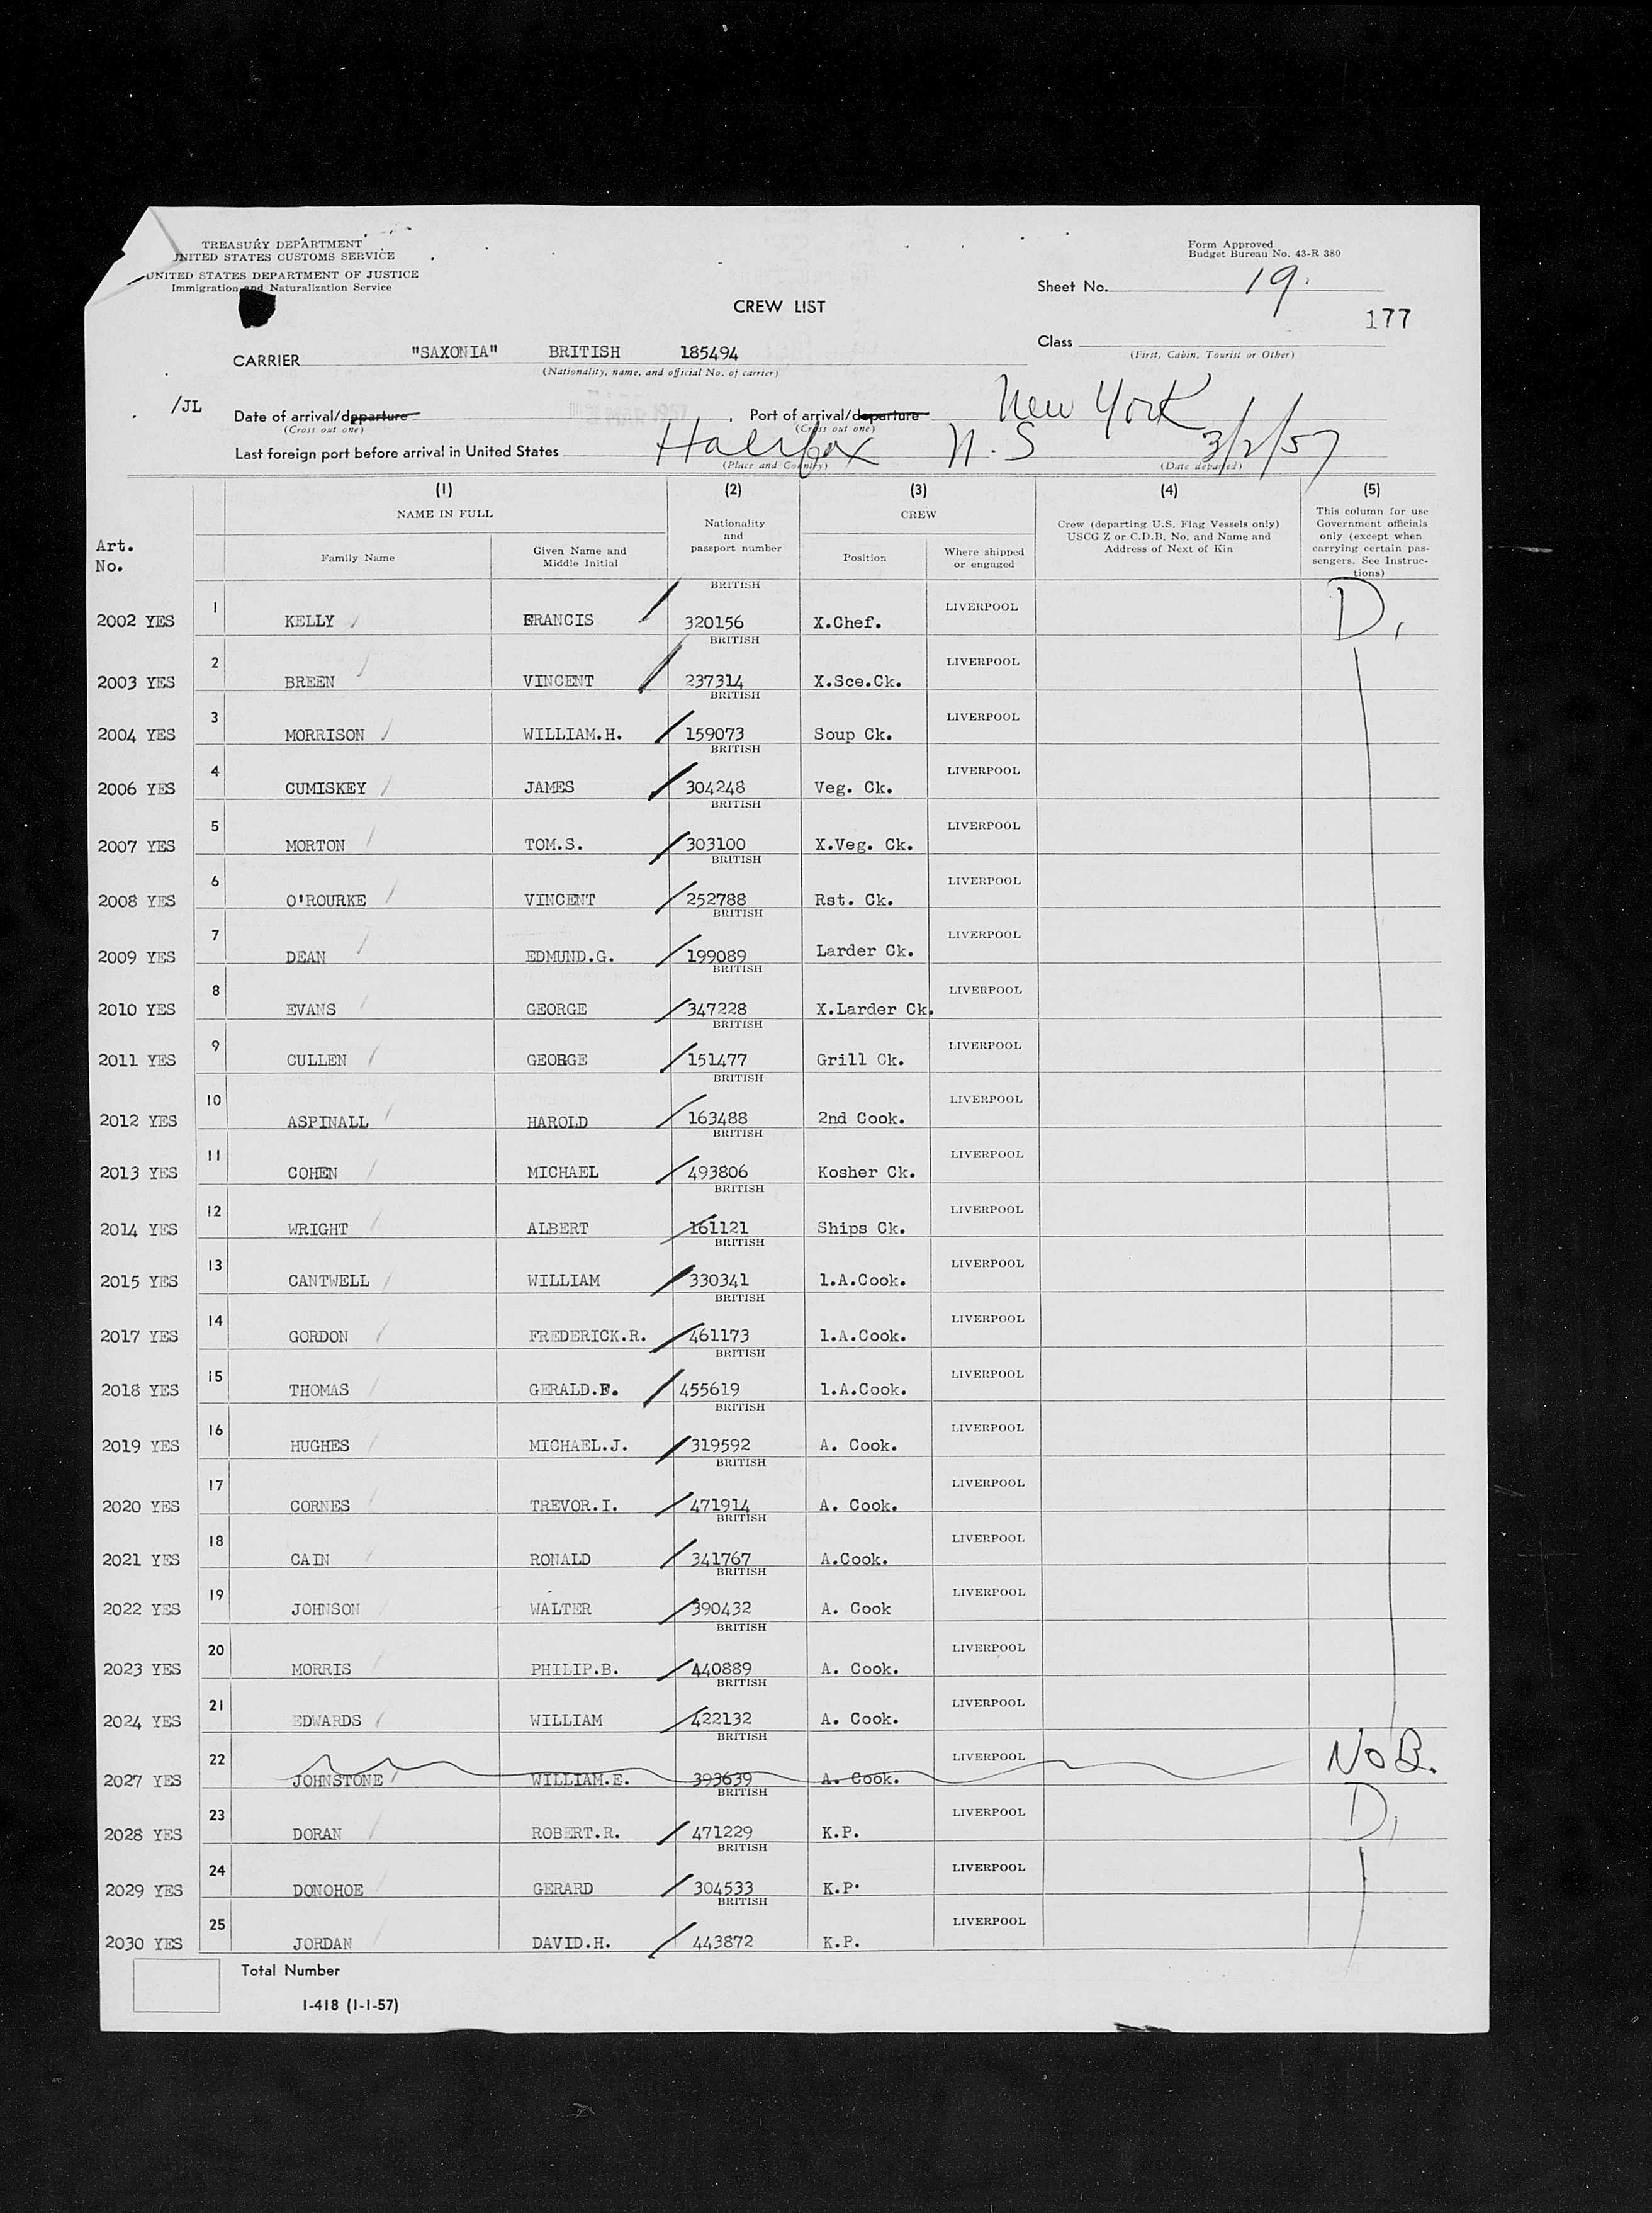 TREASURY DEPARTMENT
UNITED STATES CUSTOMS SERVICE
UNITED STATES DEPARTMENT OF JUSTICE
Immigration and Naturalization Service
Form Approved
Budget Bureau No. 43-R 380
Sheet No. 19.
CREW LIST
177
CARRIER "SAXONIA" BRITISH 185494
(Nationality, name, and official No. of carrier)
Class
(First, Cabin, Tourist or Other)
/JL
Date of arrival/departure , Port of arrival/departure New York
(Cross out one) (Cross out one)
Last foreign port before arrival in United States Halifax N.S 3/2/57
(Place and Country) (Date departed)
(1) (2) (3) (4) (5)
NAME IN FULL
Nationality and passport number
CREW
Crew (departing U.S. Flag Vessels only) USCG Z or C.D.B. No. and Name and Address of Next of Kin
This column for use Government officials only (except when carrying certain passengers. See Instructions)
Art. No.
Family Name
Given Name and Middle Initial
Position
Where shipped or engaged
2002 YES 1 KELLY FRANCIS BRITISH 320156 X.Chef. LIVERPOOL D,
2003 YES 2 BREEN VINCENT BRITISH 237314 X.Sce.Ck. LIVERPOOL
2004 YES 3 MORRISON WILLIAM.H. BRITISH 159073 Soup Ck. LIVERPOOL
2006 YES 4 CUMISKEY JAMES BRITISH 304248 Veg. Ck. LIVERPOOL
2007 YES 5 MORTON TOM.S. BRITISH 303100 X.Veg. Ck. LIVERPOOL
2008 YES 6 O'ROURKE VINCENT BRITISH 252788 Rst. Ck. LIVERPOOL
2009 YES 7 DEAN EDMUND.G. BRITISH 199089 Larder Ck. LIVERPOOL
2010 YES 8 EVANS GEORGE BRITISH 347228 X.Larder Ck. LIVERPOOL
2011 YES 9 CULLEN GEORGE BRITISH 151477 Grill Ck. LIVERPOOL
2012 YES 10 ASPINALL HAROLD BRITISH 163488 2nd Cook. LIVERPOOL
2013 YES 11 COHEN MICHAEL BRITISH 493806 Kosher Ck. LIVERPOOL
2014 YES 12 WRIGHT ALBERT BRITISH 161121 Ships Ck. LIVERPOOL
2015 YES 13 CANTWELL WILLIAM BRITISH 330341 1.A.Cook. LIVERPOOL
2017 YES 14 GORDON FREDERICK.R. BRITISH 461173 1.A.Cook. LIVERPOOL
2018 YES 15 THOMAS GERALD.F. BRITISH 455619 1.A.Cook. LIVERPOOL
2019 YES 16 HUGHES MICHAEL.J. BRITISH 319592 A. Cook. LIVERPOOL
2020 YES 17 CORNES TREVOR.I. BRITISH 471914 A. Cook. LIVERPOOL
2021 YES 18 CAIN RONALD BRITISH 341767 A.Cook. LIVERPOOL
2022 YES 19 JOHNSON WALTER BRITISH 390432 A. Cook LIVERPOOL
2023 YES 20 MORRIS PHILIP.B. BRITISH 440889 A. Cook. LIVERPOOL
2024 YES 21 EDWARDS WILLIAM BRITISH 422132 A. Cook. LIVERPOOL
2027 YES 22 JOHNSTONE WILLIAM.E. BRITISH 393639 A. Cook. LIVERPOOL NOB.
2028 YES 23 DORAN ROBERT.R. BRITISH 471229 K.P. LIVERPOOL D,
2029 YES 24 DONOHOE GERARD BRITISH 304533 K.P. LIVERPOOL
2030 YES 25 JORDAN DAVID.H. BRITISH 443872 K.P. LIVERPOOL
Total Number
I-418 (1-1-57)